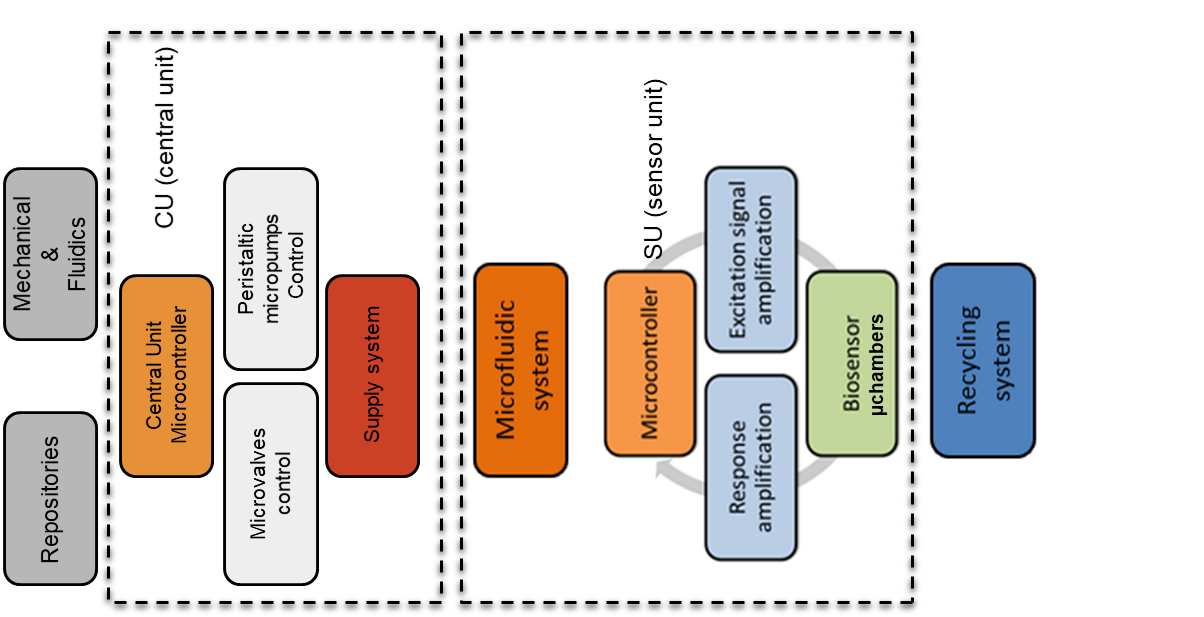 Repositories
Mechanical
&
Fluidics
CU (central unit)
Central Unit
Microcontroller
Microvalves
control
Peristaltic
micropumps
Control
Supply system
Microfluidic
system
SU (sensor unit)
Microcontroller
Response
amplification
Excitation signal
amplification
Biosensor
µchambers
Recycling
system